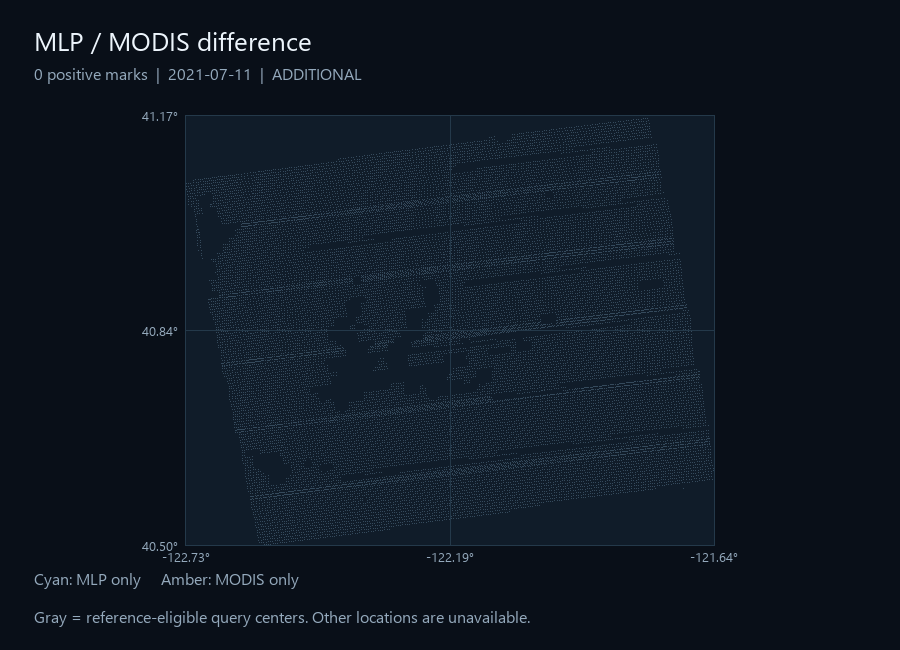 MLP / MODIS difference
0 positive marks | 2021-07-11 | ADDITIONAL
41.17°
40.84°
40.50°
-122.73° -122.19° -121.64°
Cyan: MLP only Amber: MODIS only
Gray = reference-eligible query centers. Other locations are unavailable.